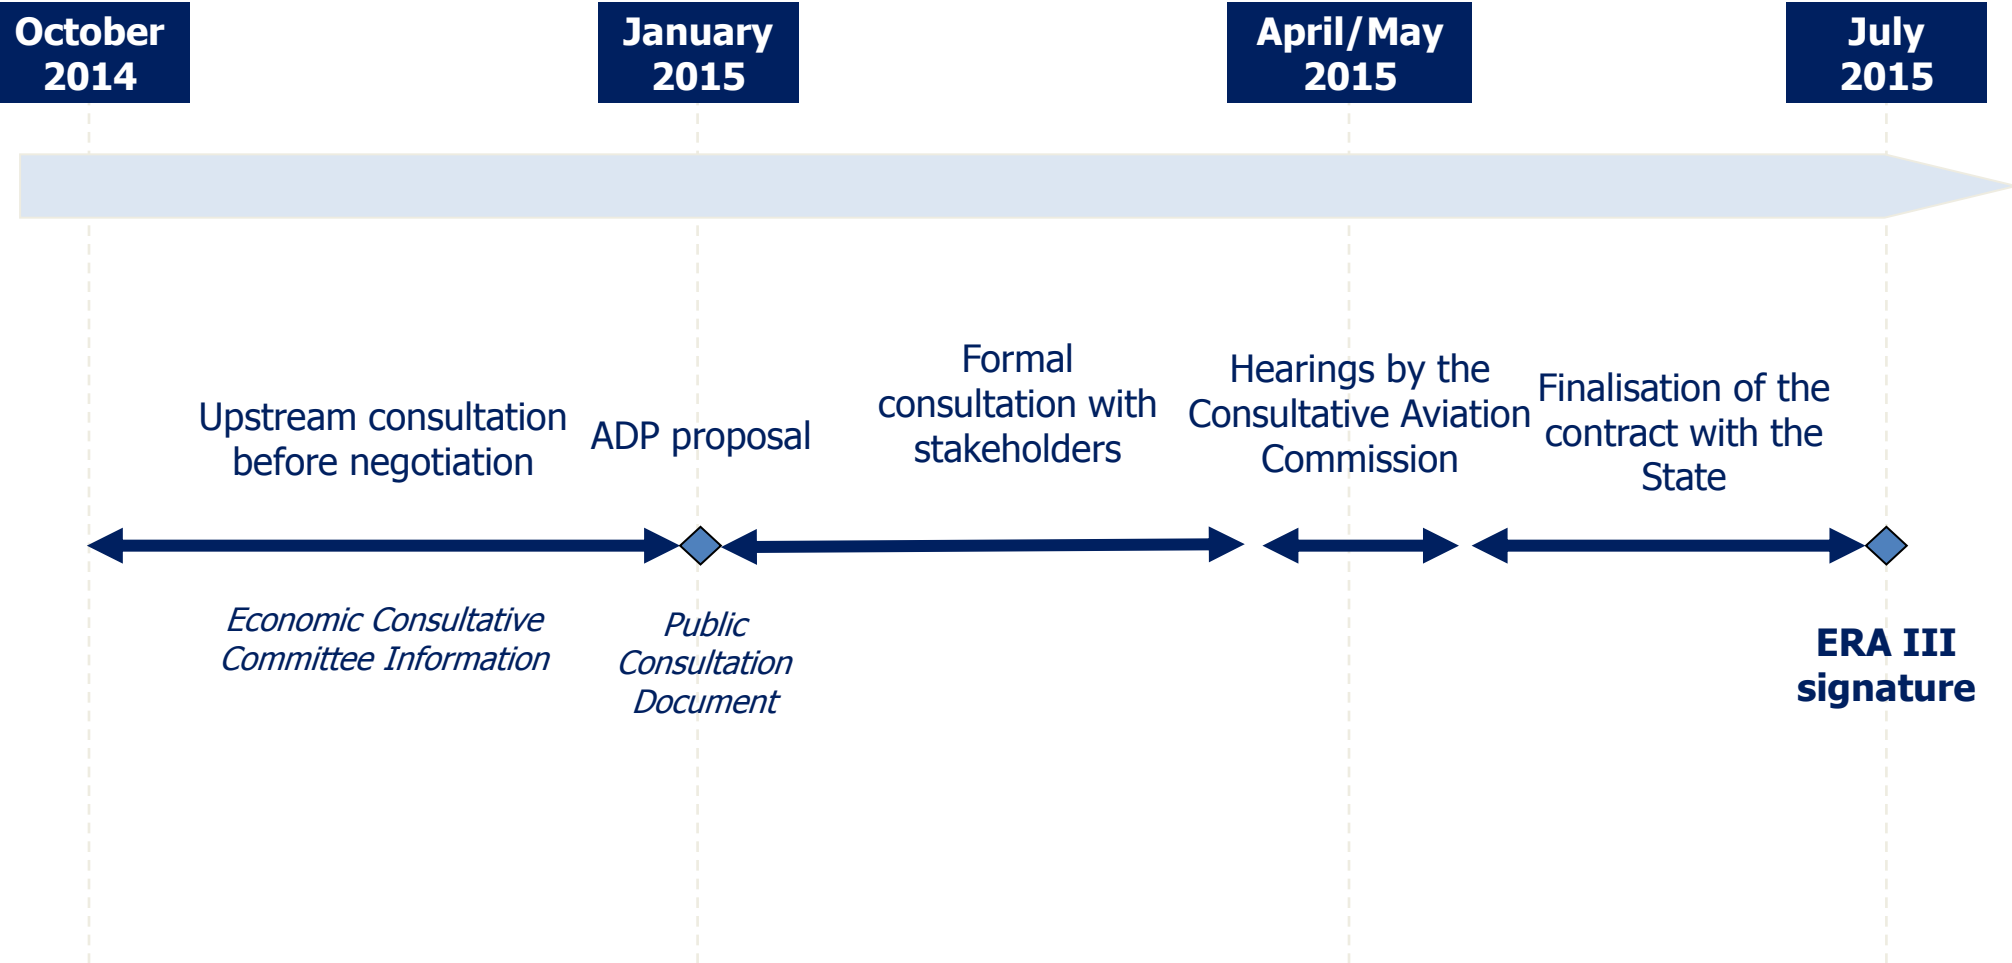 October
2014
January
2015
April/May
2015
July
2015
Upstream consultation
before negotiation
ADP proposal
Formal
consultation with
stakeholders
Hearings by the
Consultative Aviation
Commission
Finalisation of the
contract with the
State
Economic Consultative
Committee Information
Public
Consultation
Document
ERA III
signature